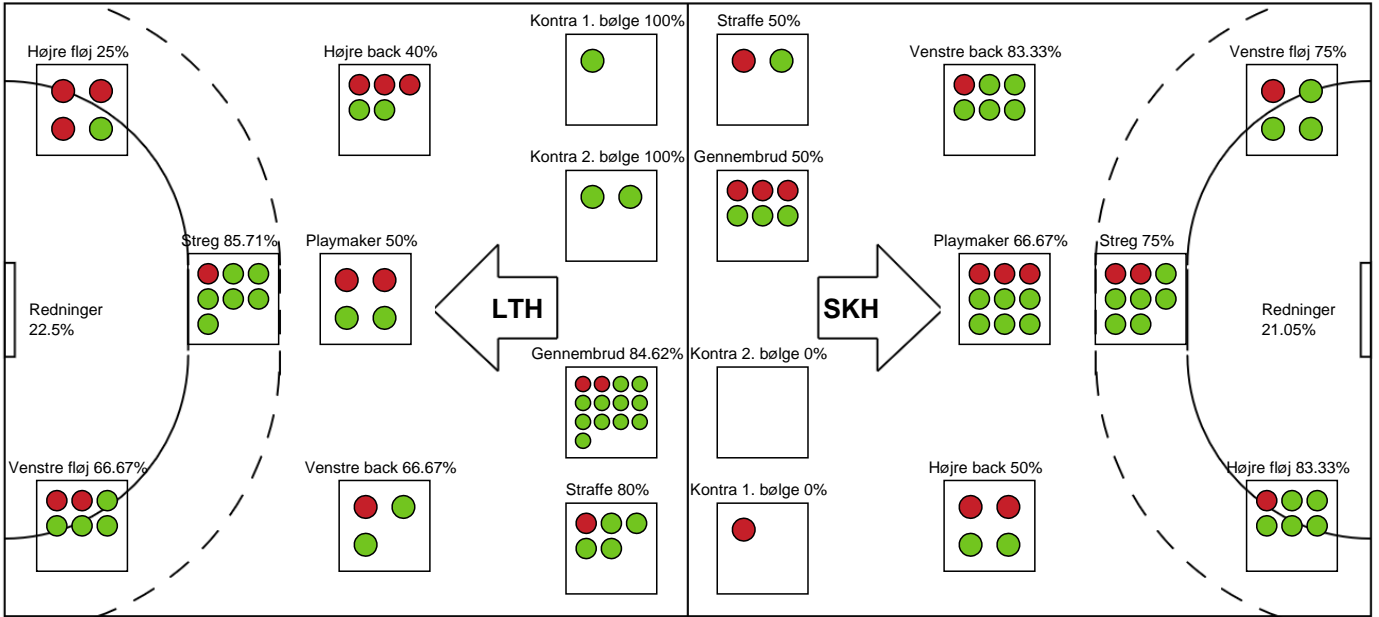 Kontra 1. bølge 100%
Straffe 50%
Højre fløj 25%
Højre back 40%
Venstre back 83.33%
Venstre fløj 75%
Kontra 2. bølge 100%
Gennembrud 50%
Streg 85.71%
Playmaker 50%
Playmaker 66.67%
Streg 75%
Redninger
22.5%
LTH
SKH
Redninger
21.05%
Gennembrud 84.62%
Kontra 2. bølge 0%
Venstre fløj 66.67%
Venstre back 66.67%
Straffe 80%
Kontra 1. bølge 0%
Højre back 50%
Højre fløj 83.33%